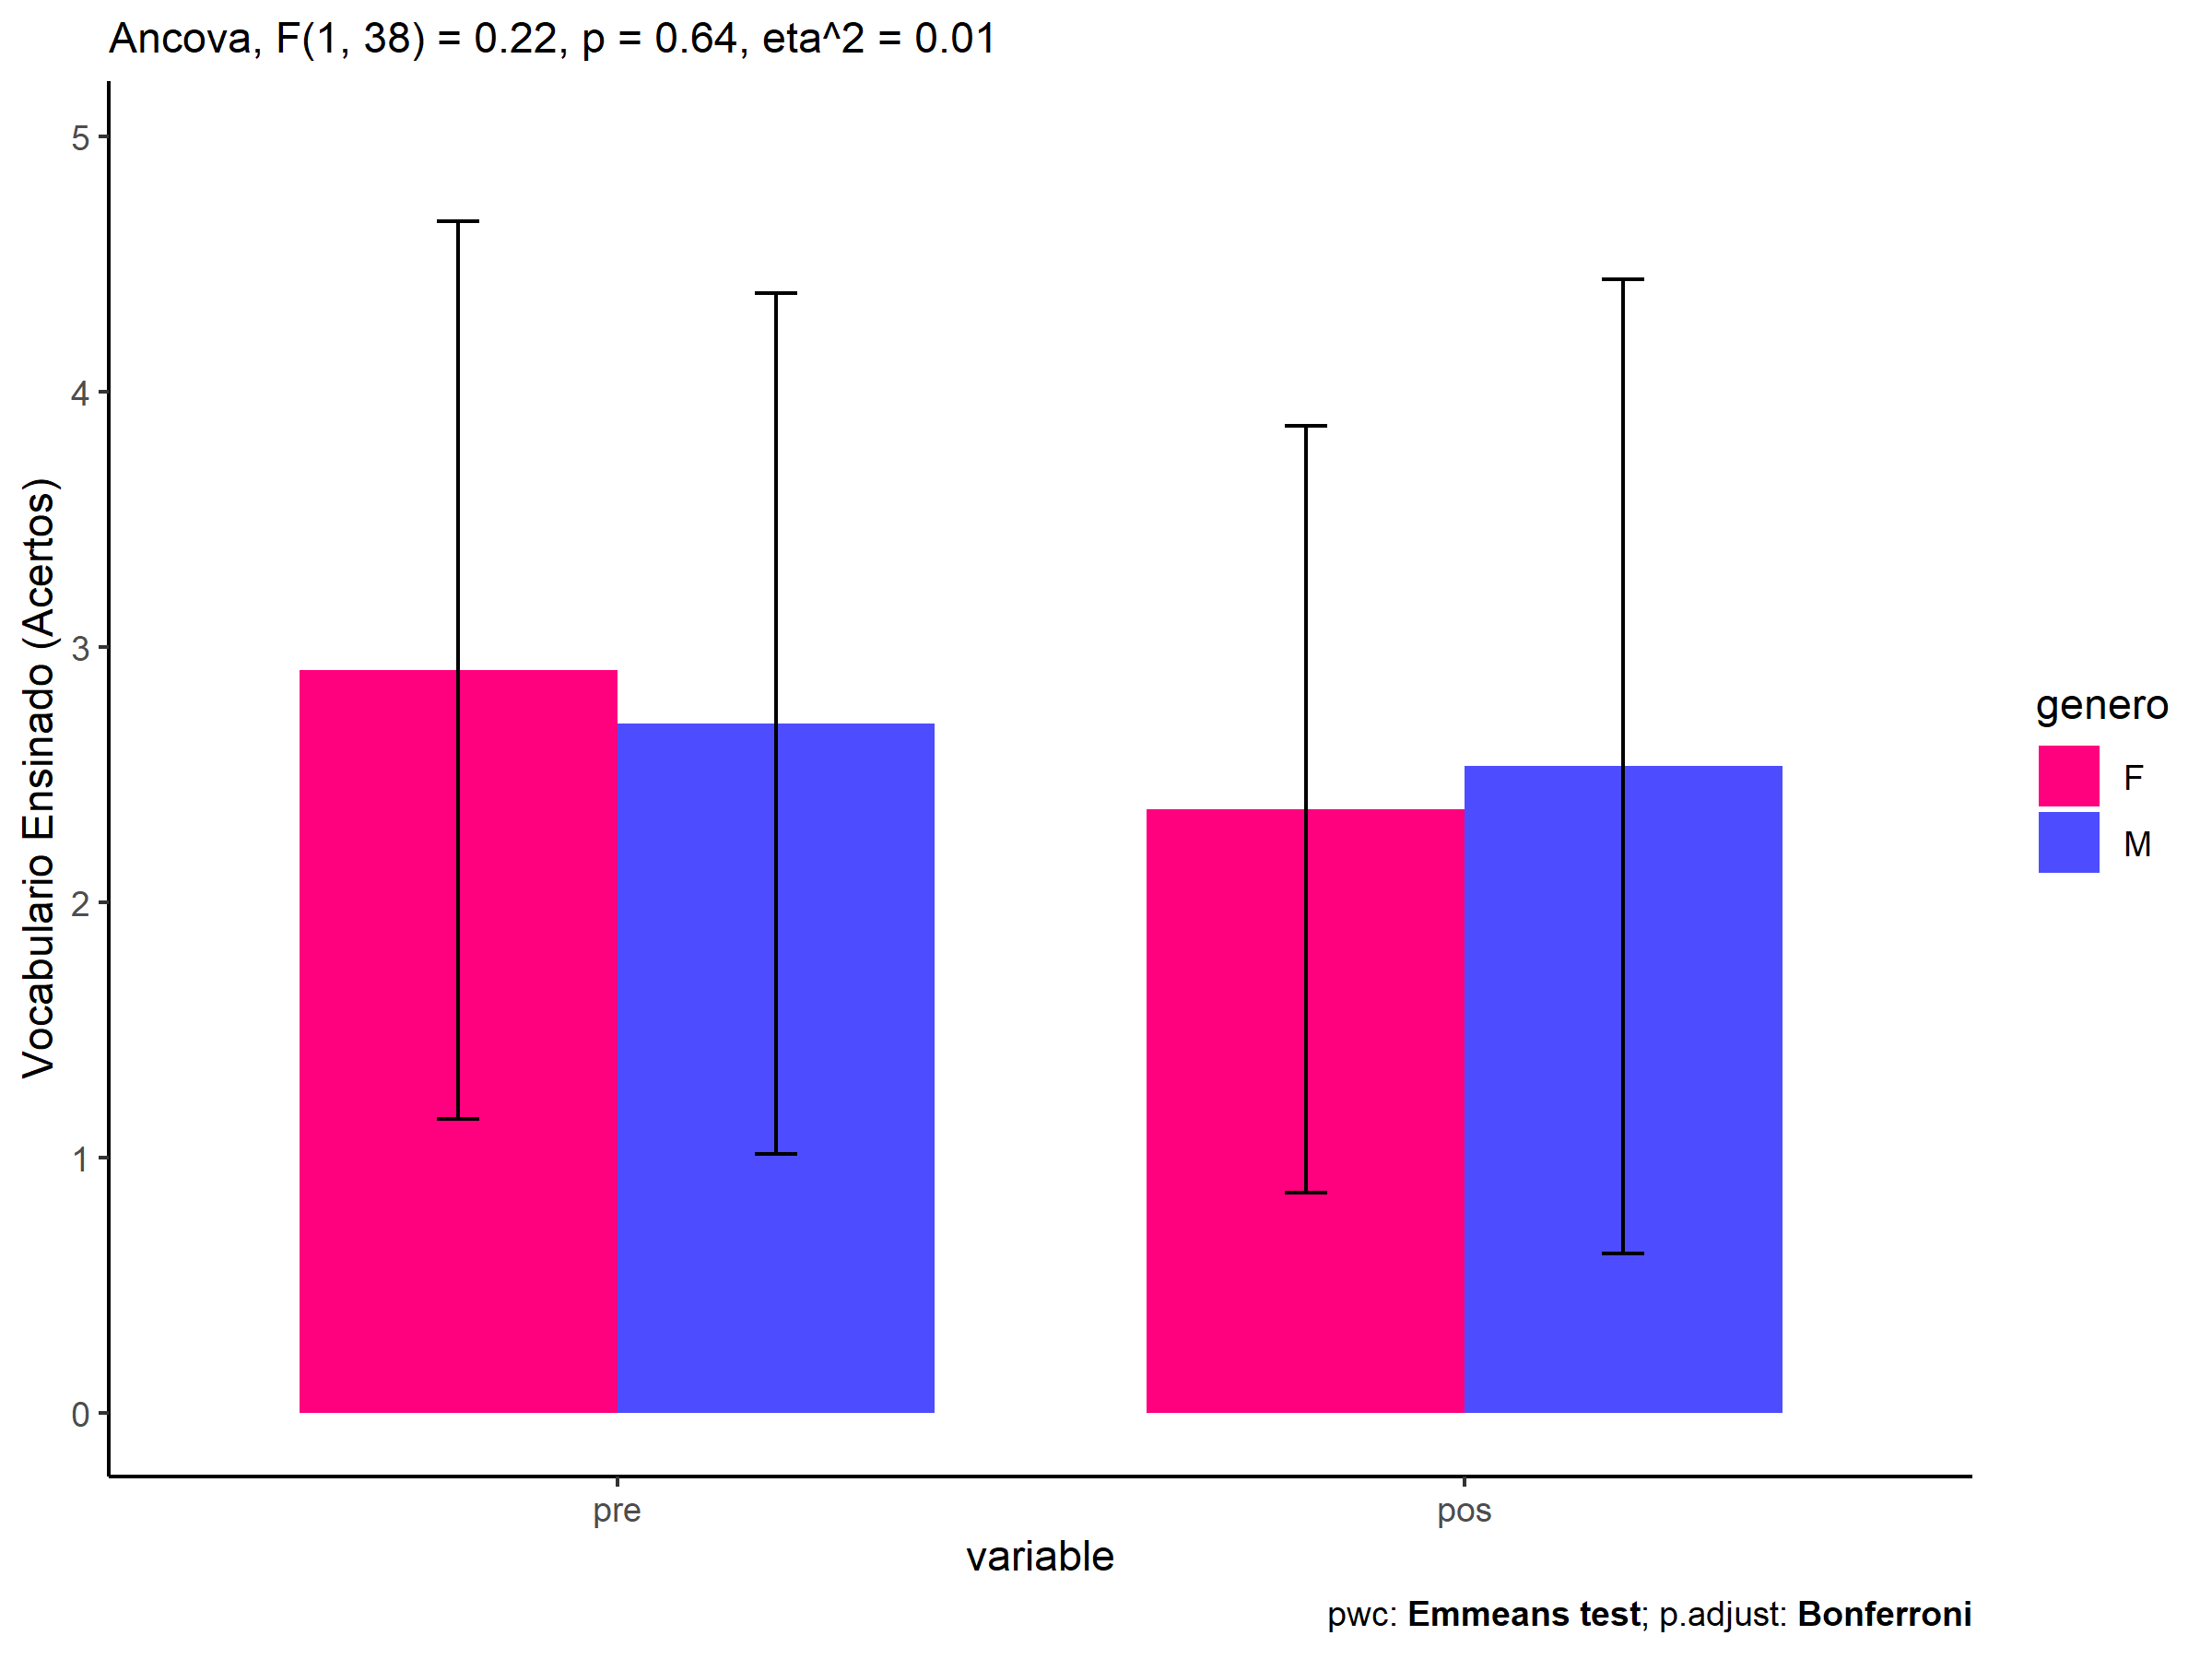 Ancova, F(1, 38) = 0.22, p = 0.64, eta^2 = 0.01
Vocabulario Ensinado (Acertos)
5
4
3
2
1
0
pre
pos
variable
genero
F
M
pwc: Emmeans test; p.adjust: Bonferroni